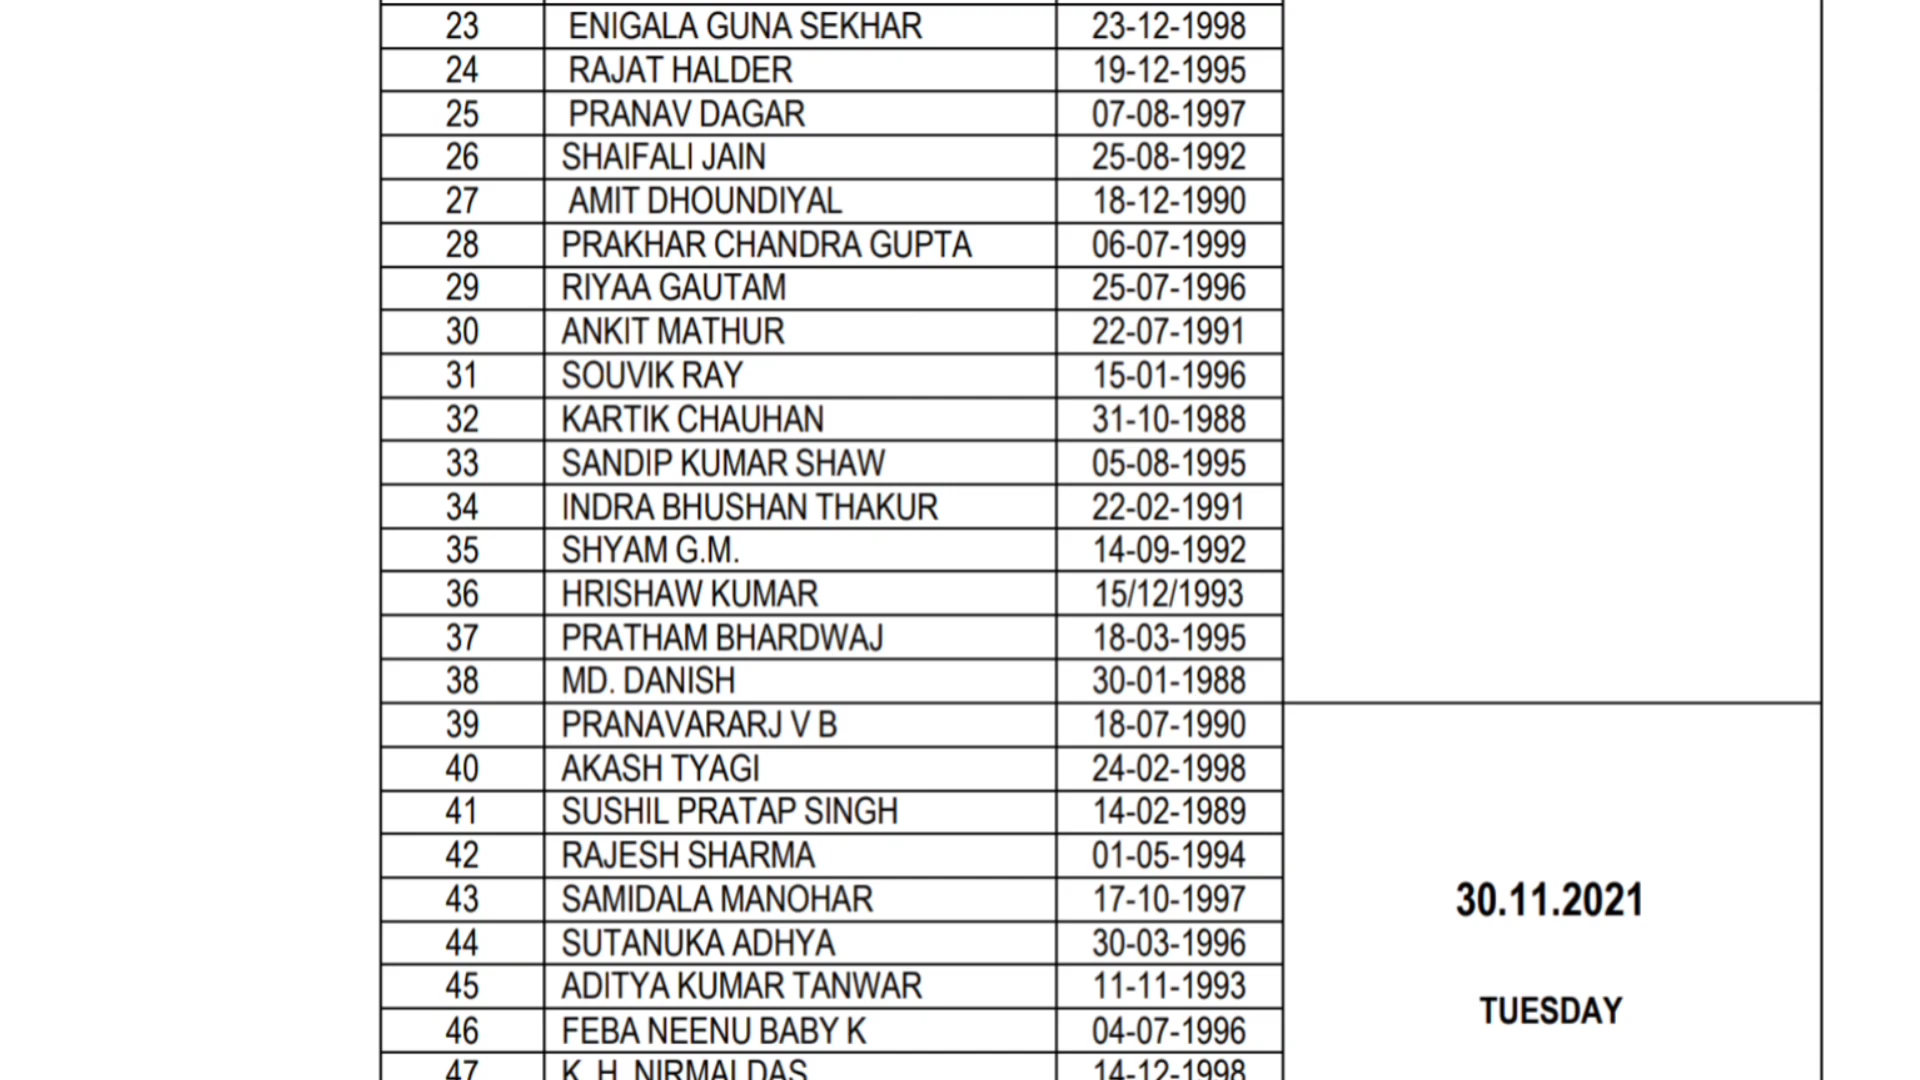 23 ENIGALA GUNA SEKHAR 23-12-1998
24 RAJAT HALDER 19-12-1995
25 PRANAV DAGAR 07-08-1997
26 SHAIFALI JAIN 25-08-1992
27 AMIT DHOUNDIYAL 18-12-1990
28 PRAKHAR CHANDRA GUPTA 06-07-1999
29 RIYAA GAUTAM 25-07-1996
30 ANKIT MATHUR 22-07-1991
31 SOUVIK RAY 15-01-1996
32 KARTIK CHAUHAN 31-10-1988
33 SANDIP KUMAR SHAW 05-08-1995
34 INDRA BHUSHAN THAKUR 22-02-1991
35 SHYAM G.M. 14-09-1992
36 HRISHAW KUMAR 15/12/1993
37 PRATHAM BHARDWAJ 18-03-1995
38 MD. DANISH 30-01-1988
39 PRANAVARARJ V B 18-07-1990
40 AKASH TYAGI 24-02-1998
41 SUSHIL PRATAP SINGH 14-02-1989
42 RAJESH SHARMA 01-05-1994
43 SAMIDALA MANOHAR 17-10-1997
30.11.2021
44 SUTANUKA ADHYA 30-03-1996
45 ADITYA KUMAR TANWAR 11-11-1993
TUESDAY
46 FEBA NEENU BABY K 04-07-1996
47 K. H. NIRMALDAS 14-12-1998